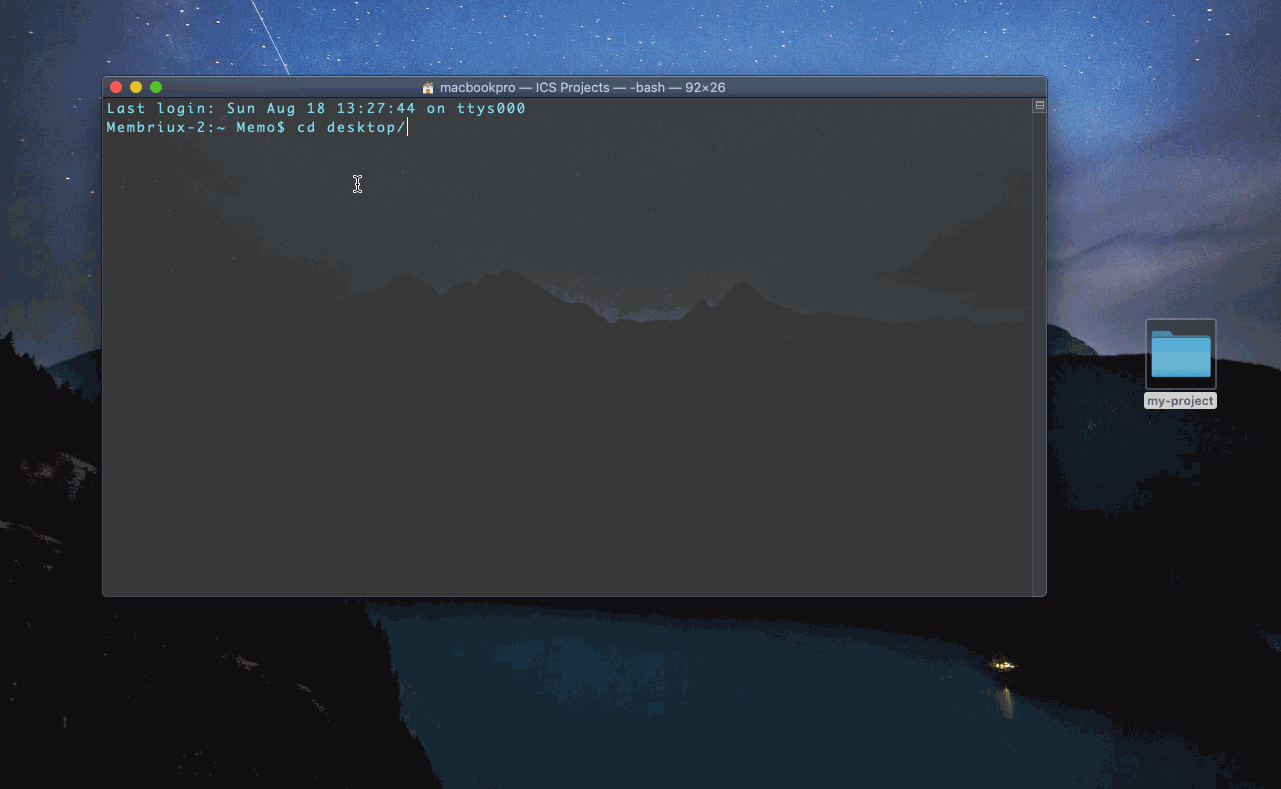 macbookpro — ICS Projects — -bash — 92×26
Last login: Sun Aug 18 13:27:44 on ttys000
Membriux-2:~ Memo$ cd desktop/
my-project